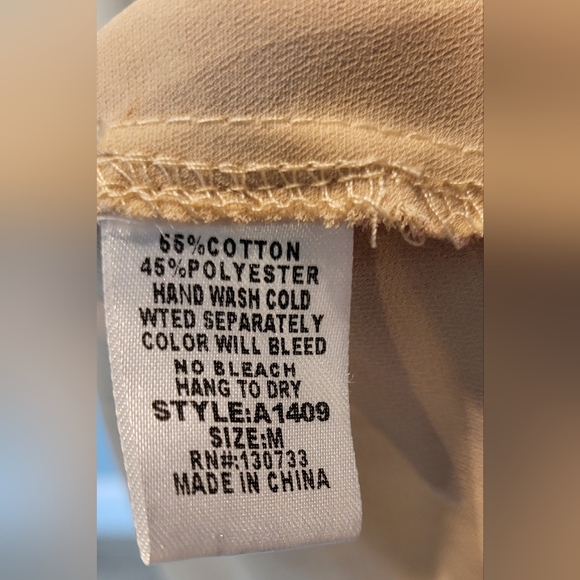 55%COTTON
45%POLYESTER
HAND WASH COLD
WTED SEPARATELY
COLOR WILL BLEED
NO BLEACH
HANG TO DRY
STYLE:A1409
SIZE:M
RN#:130733
MADE IN CHINA